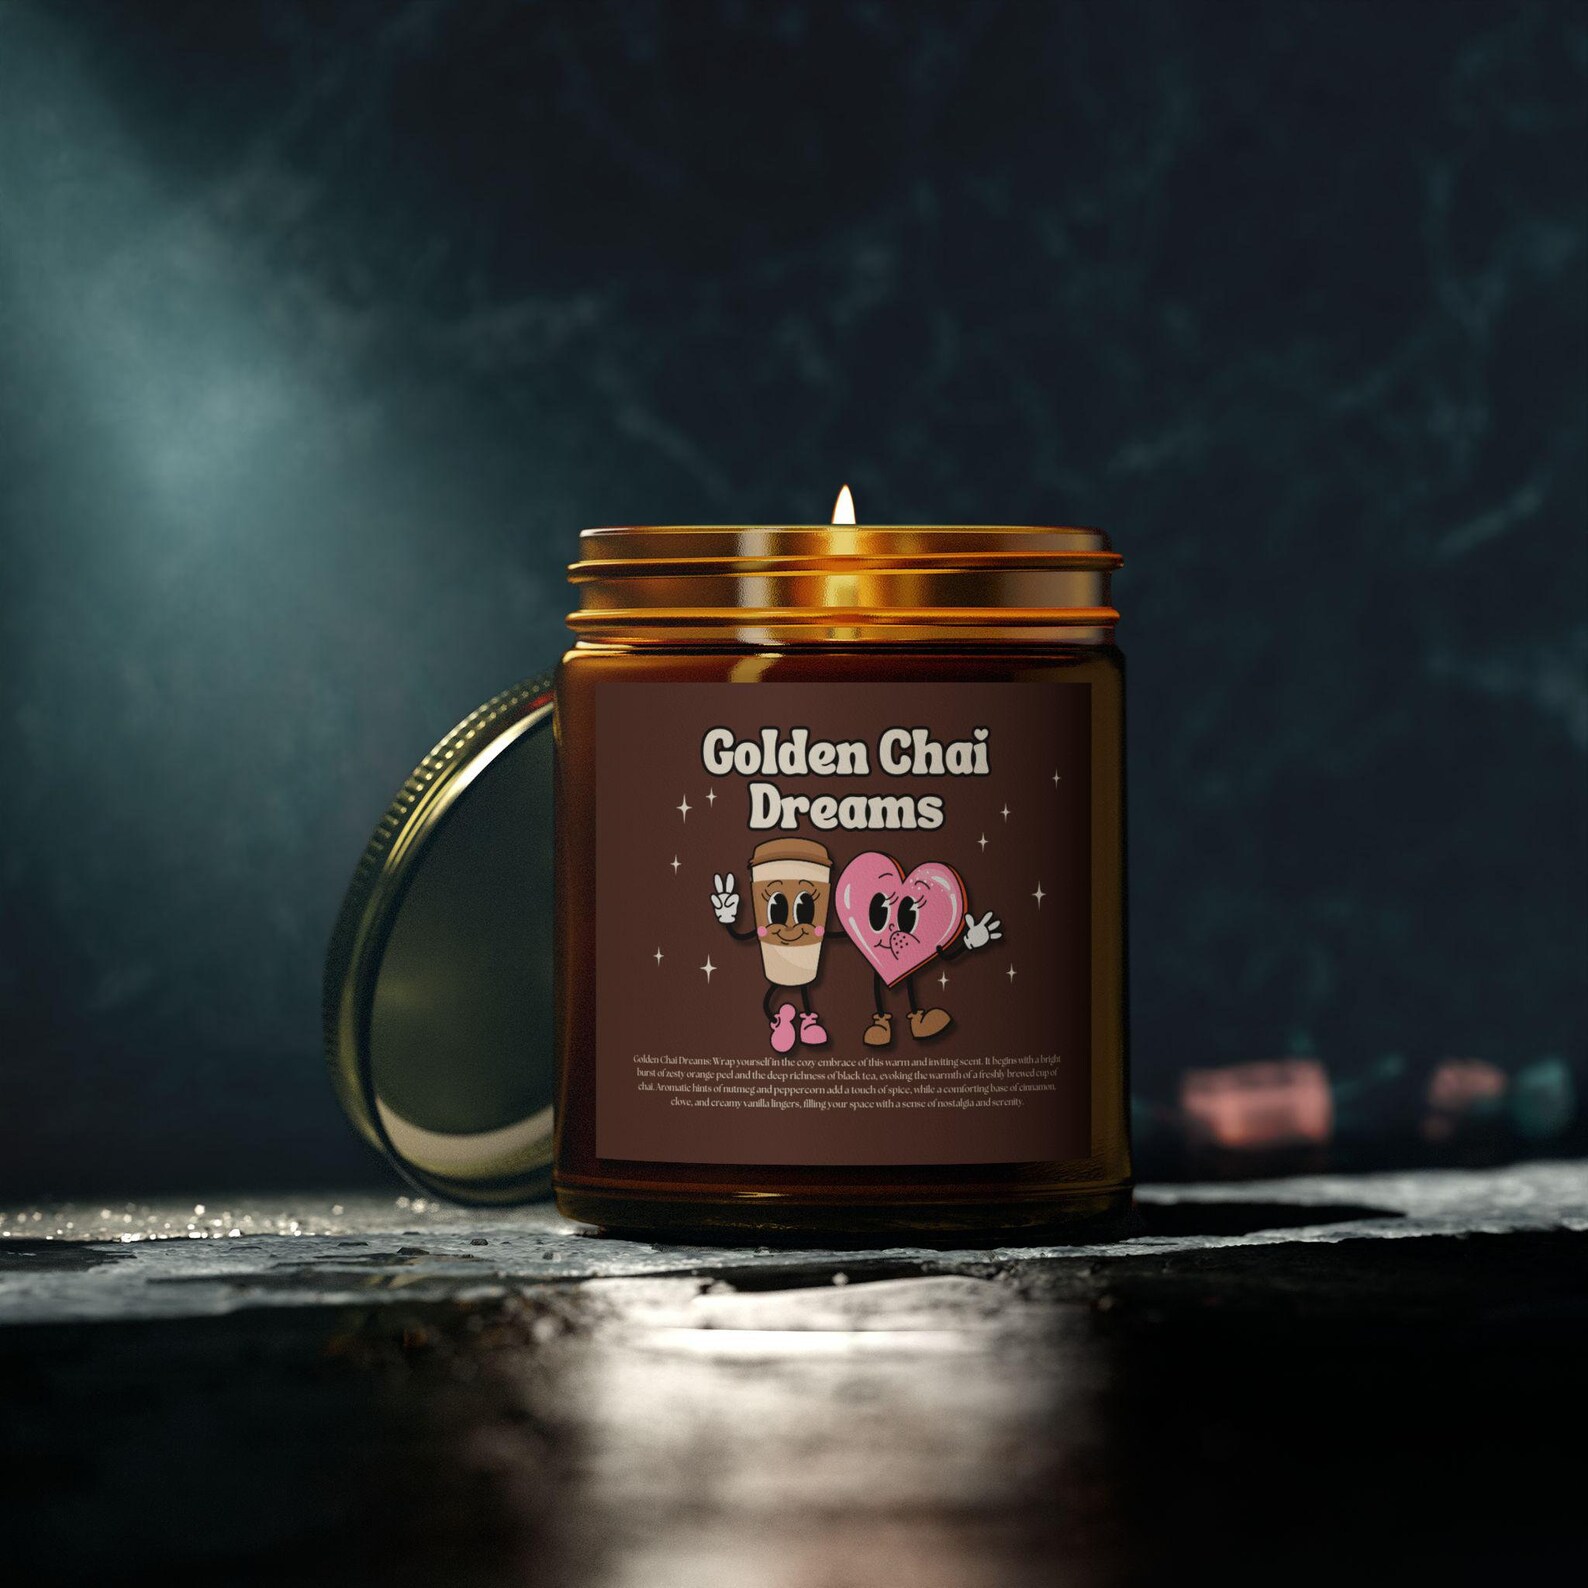 Golden Chai
Dreams
Golden Chai Dreams: Wrap yourself in the cozy embrace of this warm and inviting scent. It begins with a bright
burst of zesty orange peel and the deep richness of black tea, evoking the warmth of a freshly brewed cup of
chai. Aromatic hints of nutmeg and peppercorn add a touch of spice, while a comforting base of cinnamon,
clove, and creamy vanilla lingers, filling your space with a sense of nostalgia and serenity.